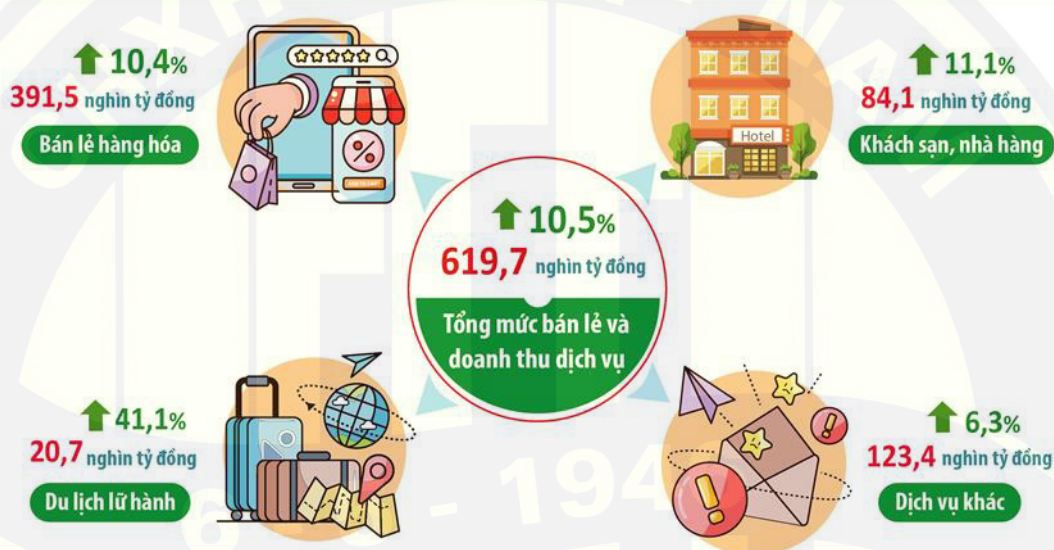 10,4%
391,5 nghìn tỷ đồng
Bán lẻ hàng hóa
11,1%
84,1 nghìn tỷ đồng
Khách sạn, nhà hàng
Hotel
%
10,5%
619,7 nghìn tỷ đồng
Tổng mức bán lẻ và
doanh thu dịch vụ
41,1%
20,7 nghìn tỷ đồng
Du lịch lữ hành
6,3%
123,4 nghìn tỷ đồng
Dịch vụ khác